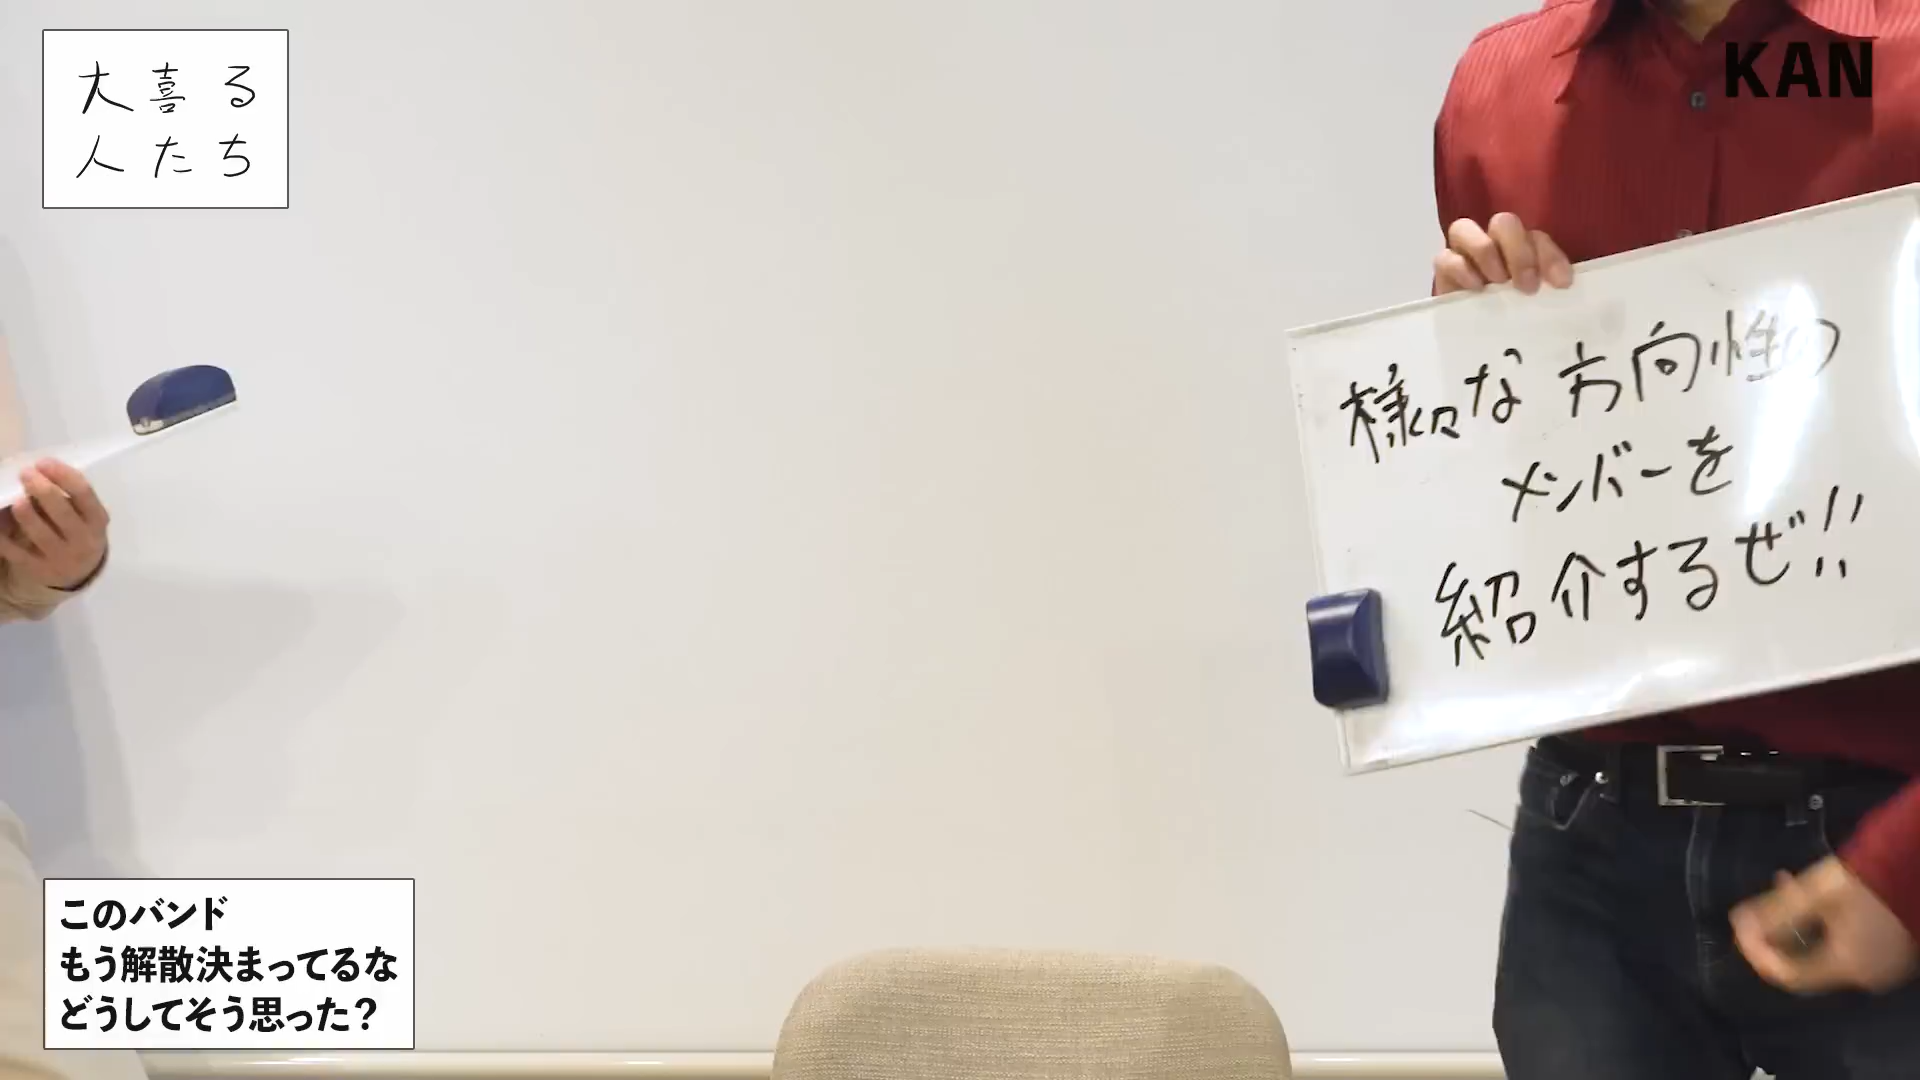 大喜る
人たち
KAN
様々な方向性の
メンバーを
紹介するぜ!!
このバンド
もう解散決まってるな
どうしてそう思った?